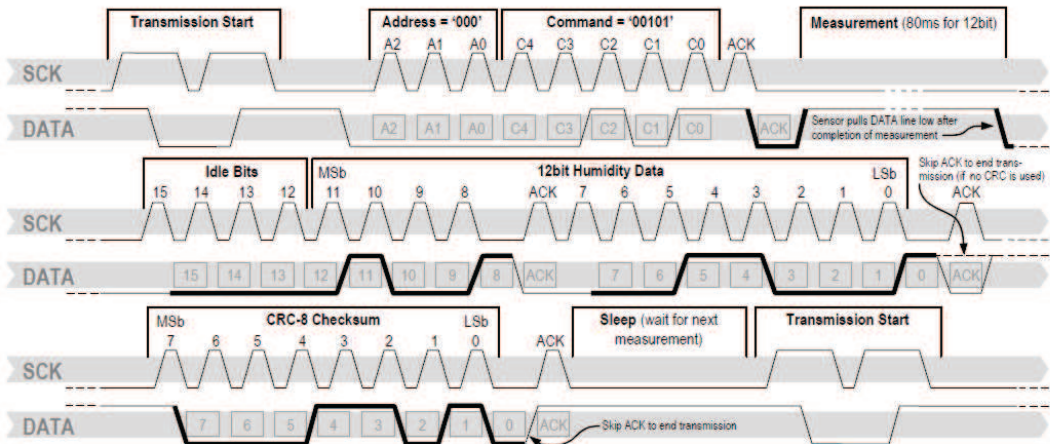 Transmission Start Address = ‘000’ Command = ‘00101’ Measurement (80ms for 12bit)
A2 A1 A0 C4 C3 C2 C1 C0 ACK
SCK
DATA A2 A1 A0 C4 C3 C2 C1 C0 ACK
Sensor pulls DATA line low after
completion of measurement
Idle Bits MSb 12bit Humidity Data LSb
Skip ACK to end trans-
mission (if no CRC is used)
15 14 13 12 11 10 9 8 ACK 7 6 5 4 3 2 1 0 ACK
SCK
DATA 15 14 13 12 11 10 9 8 ACK 7 6 5 4 3 2 1 0 ACK
MSb CRC-8 Checksum LSb Sleep (wait for next
measurement)
Transmission Start
7 6 5 4 3 2 1 0 ACK
SCK
DATA 7 6 5 4 3 2 1 0 ACK
Skip ACK to end transmission